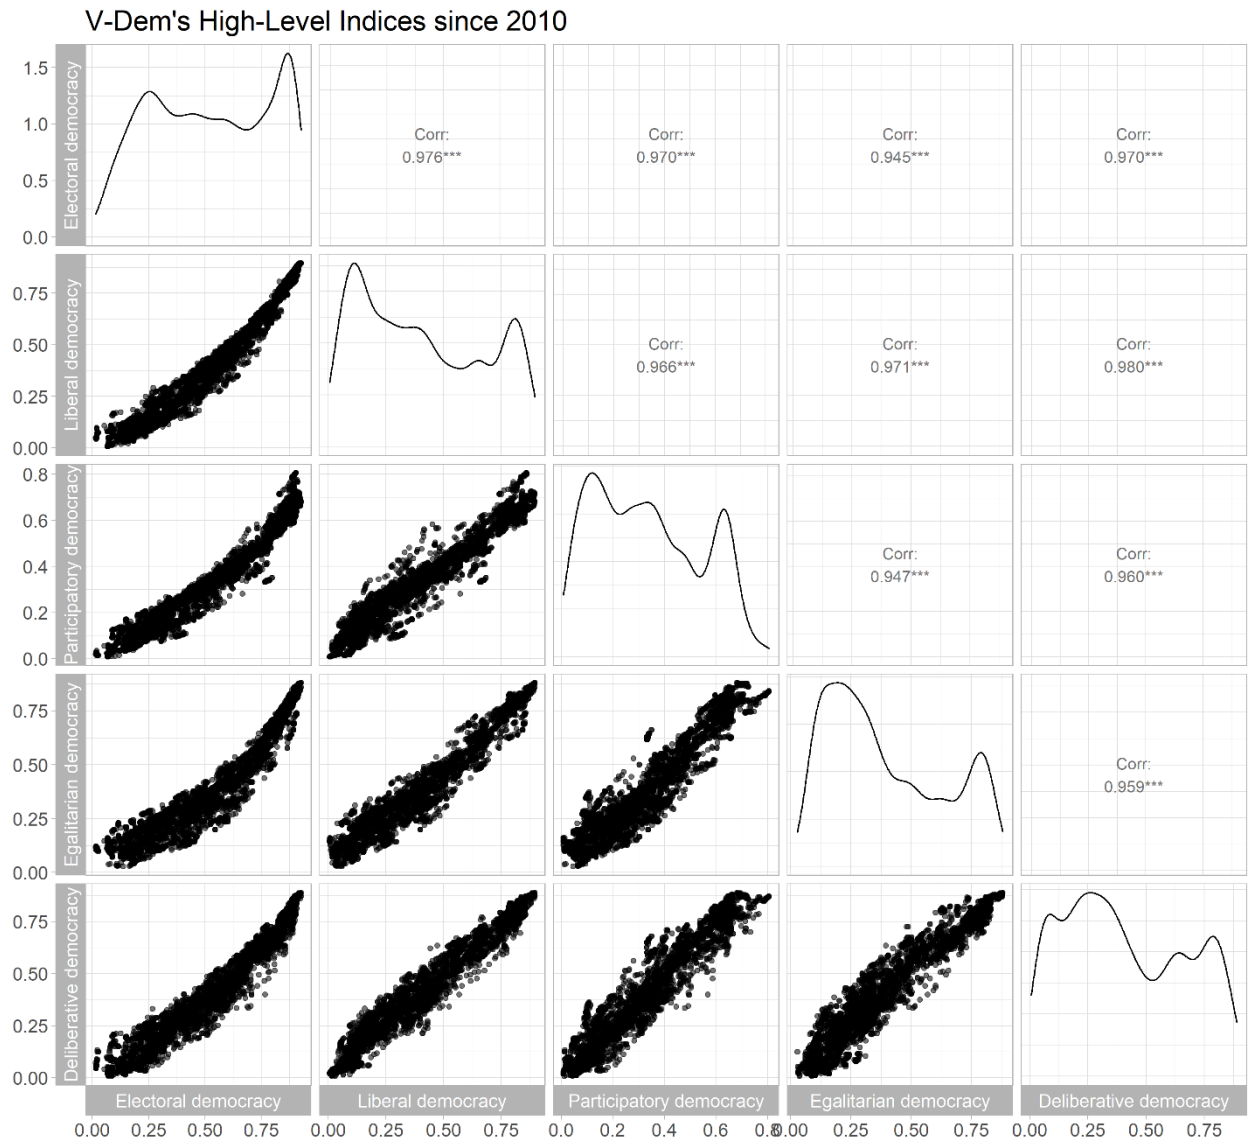 V-Dem's High-Level Indices since 2010
Electoral democracy
1.5
1.0
0.5
0.0
Corr:
0.976***
Corr:
0.970***
Corr:
0.945***
Corr:
0.970***
Liberal democracy
0.75
0.50
0.25
0.00
Corr:
0.966***
Corr:
0.971***
Corr:
0.980***
Participatory democracy
0.8
0.6
0.4
0.2
0.0
Corr:
0.947***
Corr:
0.960***
Egalitarian democracy
0.75
0.50
0.25
0.00
Corr:
0.959***
Deliberative democracy
0.75
0.50
0.25
0.00
Electoral democracy
Liberal democracy
Participatory democracy
Egalitarian democracy
Deliberative democracy
0.00 0.25 0.50 0.75
0.00 0.25 0.50 0.75
0.0 0.2 0.4 0.6 0.8
0.00 0.25 0.50 0.75
0.00 0.25 0.50 0.75